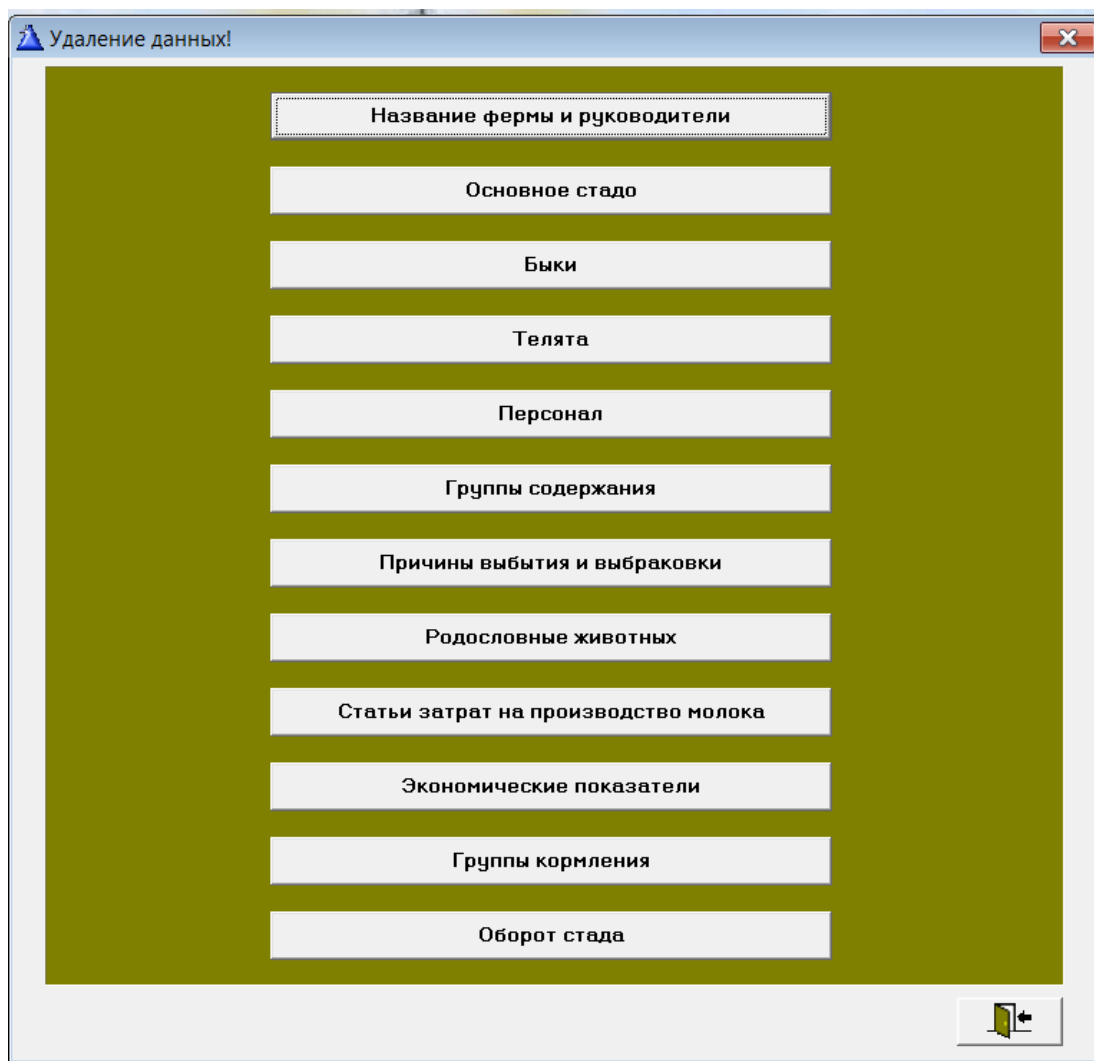 Удаление данных!
Название фермы и руководители
Основное стадо
Быки
Телята
Персонал
Группы содержания
Причины выбытия и выбраковки
Родословные животных
Статьи затрат на производство молока
Экономические показатели
Группы кормления
Оборот стада